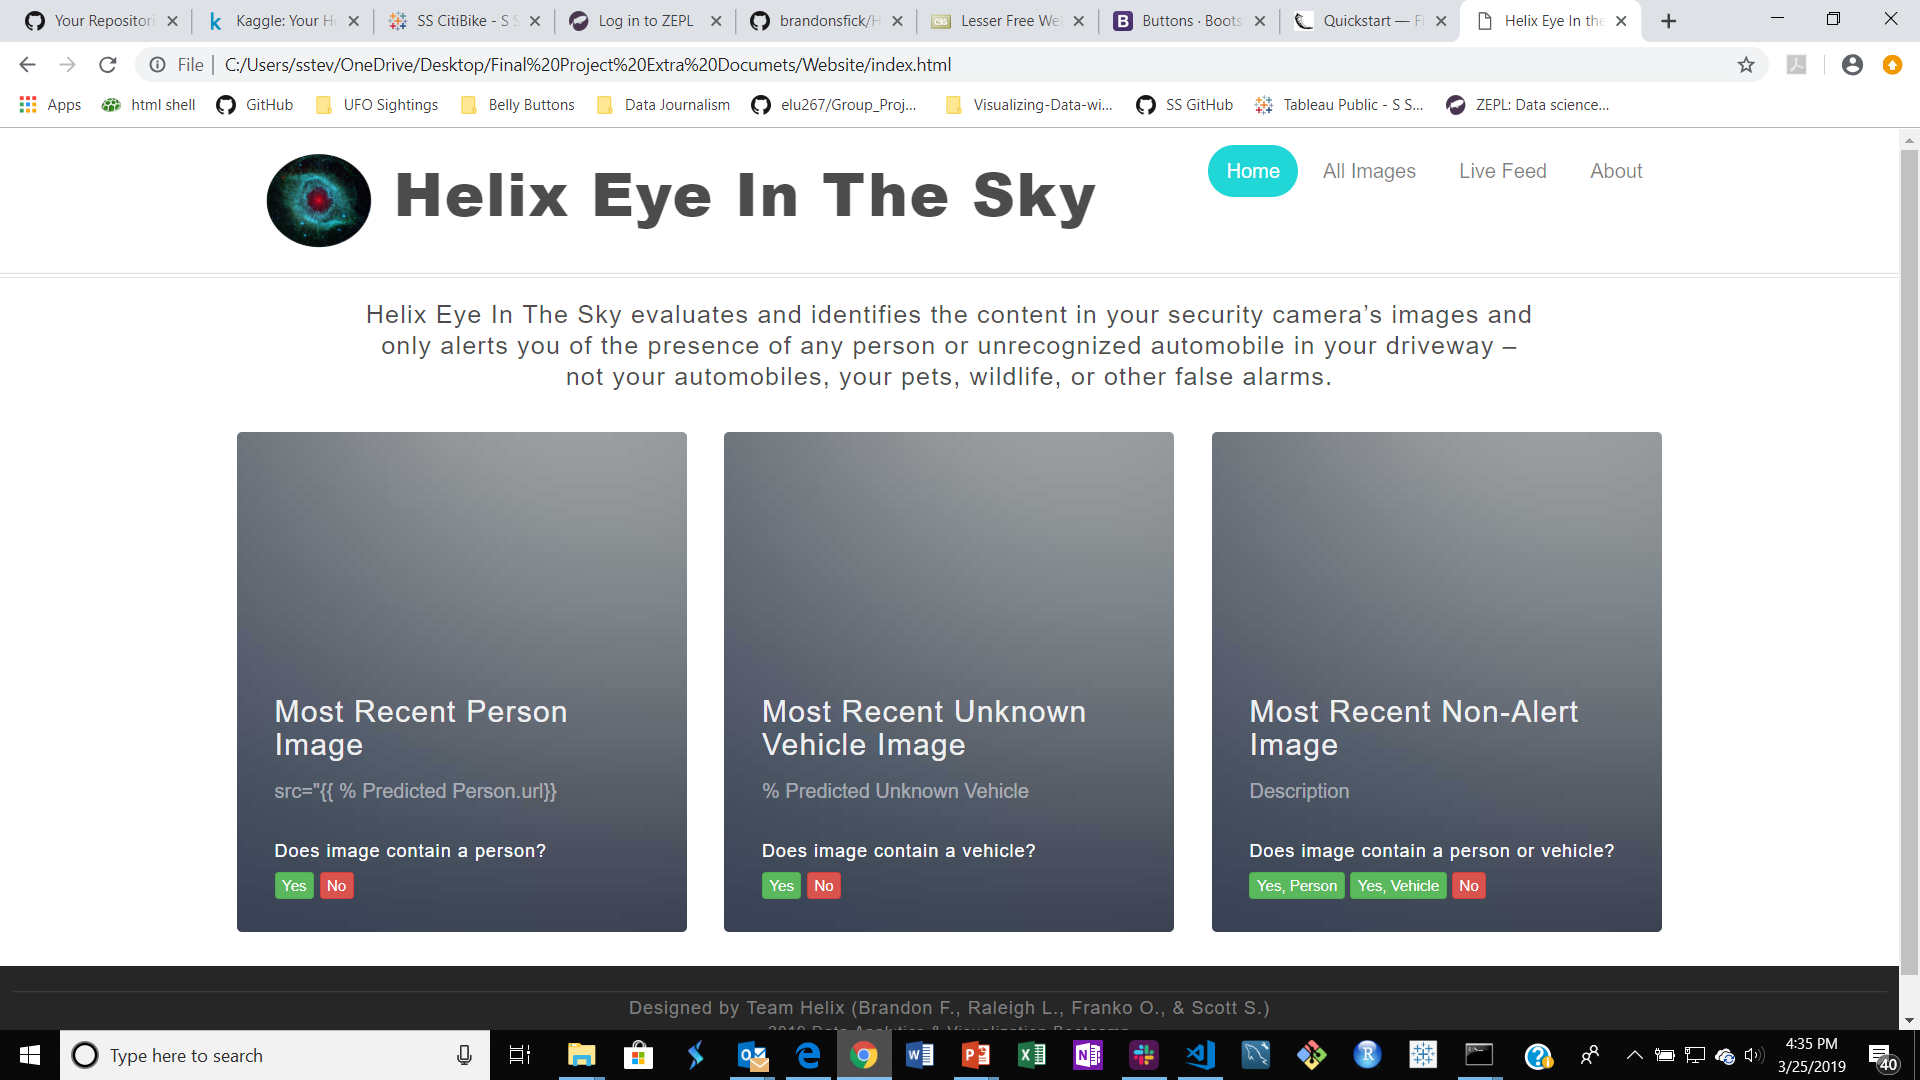 Your Repositori
Kaggle: Your H
SS CitiBike - S S
Log in to ZEPL
brandonsfick/H
Lesser Free We
Buttons · Boots
Quickstart — Fl
Helix Eye In the
File
C:/Users/sstev/OneDrive/Desktop/Final%20Project%20Extra%20Documets/Website/index.html
Apps
html shell
GitHub
UFO Sightings
Belly Buttons
Data Journalism
elu267/Group_Proj...
Visualizing-Data-wi...
SS GitHub
Tableau Public - S S...
ZEPL: Data science...
Helix Eye In The Sky
Home
All Images
Live Feed
About
Helix Eye In The Sky evaluates and identifies the content in your security camera’s images and
only alerts you of the presence of any person or unrecognized automobile in your driveway –
not your automobiles, your pets, wildlife, or other false alarms.
Most Recent Person
Image
src="{{ % Predicted Person.url}}
Does image contain a person?
Yes
No
Most Recent Unknown
Vehicle Image
% Predicted Unknown Vehicle
Does image contain a vehicle?
Yes
No
Most Recent Non-Alert
Image
Description
Does image contain a person or vehicle?
Yes, Person
Yes, Vehicle
No
Designed by Team Helix (Brandon F., Raleigh L., Franko O., & Scott S.)
2019 Data Analytics & Visualization Bootcamp
Type here to search
4:35 PM
3/25/2019
40